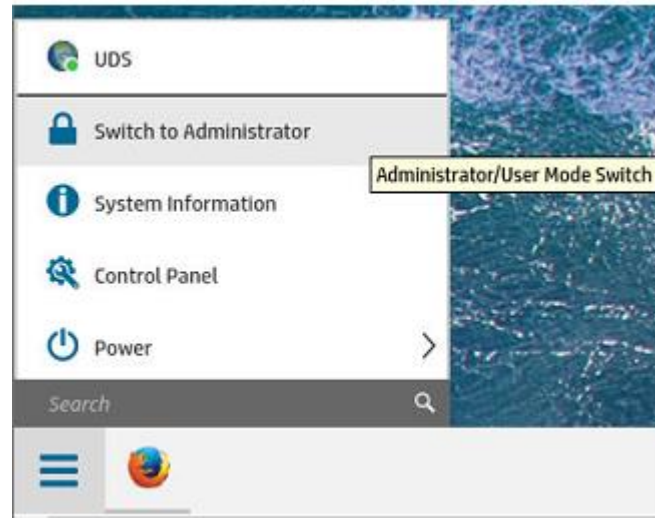 UDS
Switch to Administrator
Administrator/User Mode Switch
System Information
Control Panel
Power
Search